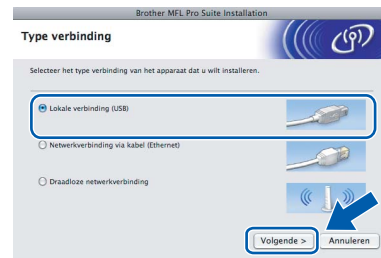 Brother MFL Pro Suite Installation
Type verbinding
Selecteer het type verbinding van het apparaat dat u wilt installeren.
Lokale verbinding (USB)
Netwerkverbinding via kabel (Ethernet)
Draadloze netwerkverbinding
Volgende > Annuleren